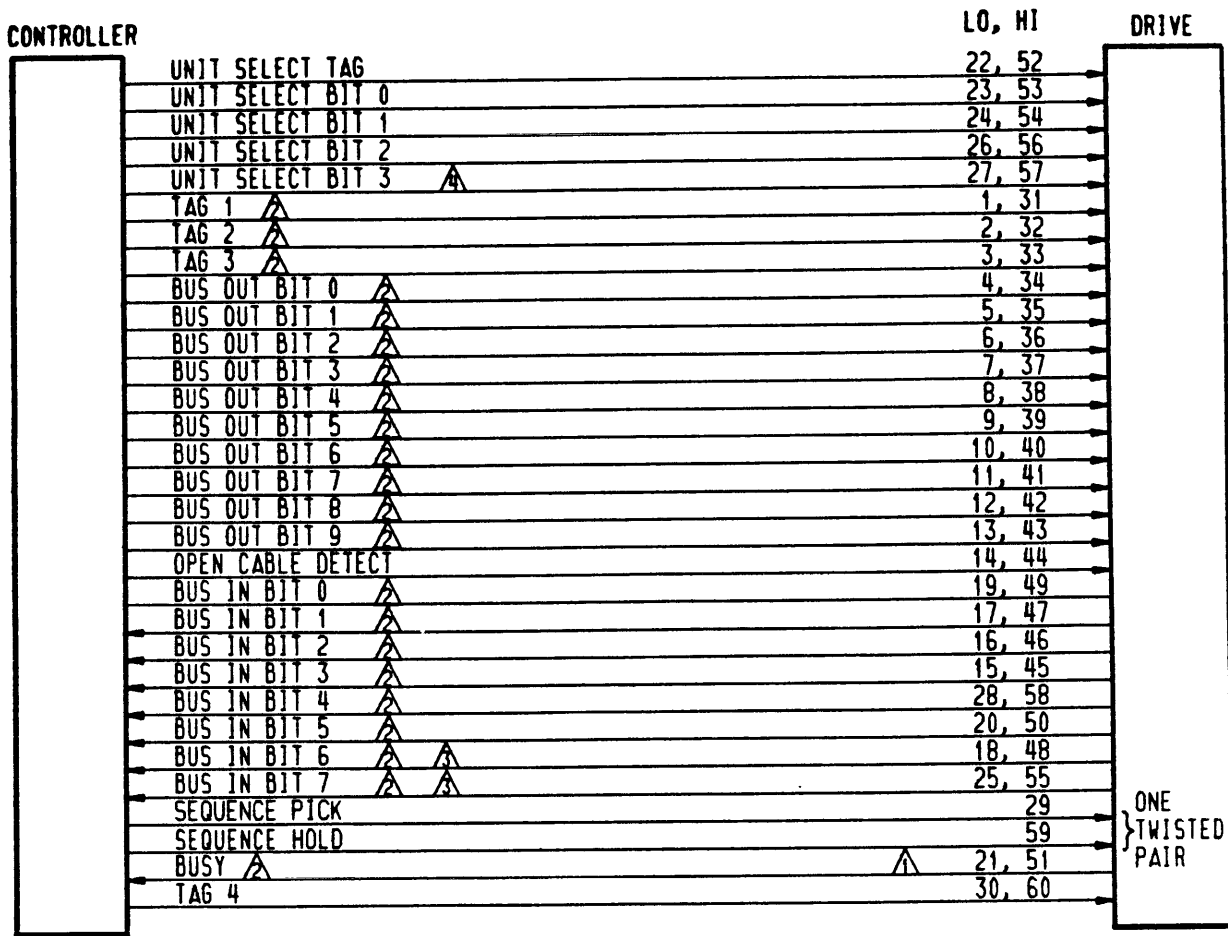 CONTROLLER LO, HI DRIVE
UNIT SELECT TAG 22, 52
UNIT SELECT BIT 0 23, 53
UNIT SELECT BIT 1 24, 54
UNIT SELECT BIT 2 26, 56
UNIT SELECT BIT 3 4 27, 57
TAG 1 2 1, 31
TAG 2 2 2, 32
TAG 3 2 3, 33
BUS OUT BIT 0 2 4, 34
BUS OUT BIT 1 2 5, 35
BUS OUT BIT 2 2 6, 36
BUS OUT BIT 3 2 7, 37
BUS OUT BIT 4 2 8, 38
BUS OUT BIT 5 2 9, 39
BUS OUT BIT 6 2 10, 40
BUS OUT BIT 7 2 11, 41
BUS OUT BIT 8 2 12, 42
BUS OUT BIT 9 2 13, 43
OPEN CABLE DETECT 14, 44
BUS IN BIT 0 2 19, 49
BUS IN BIT 1 2 17, 47
BUS IN BIT 2 2 16, 46
BUS IN BIT 3 2 15, 45
BUS IN BIT 4 2 28, 58
BUS IN BIT 5 2 20, 50
BUS IN BIT 6 2 3 18, 48
BUS IN BIT 7 2 3 25, 55
SEQUENCE PICK 29
SEQUENCE HOLD 59
BUSY 2 1 21, 51
TAG 4 30, 60
ONE
TWISTED
PAIR